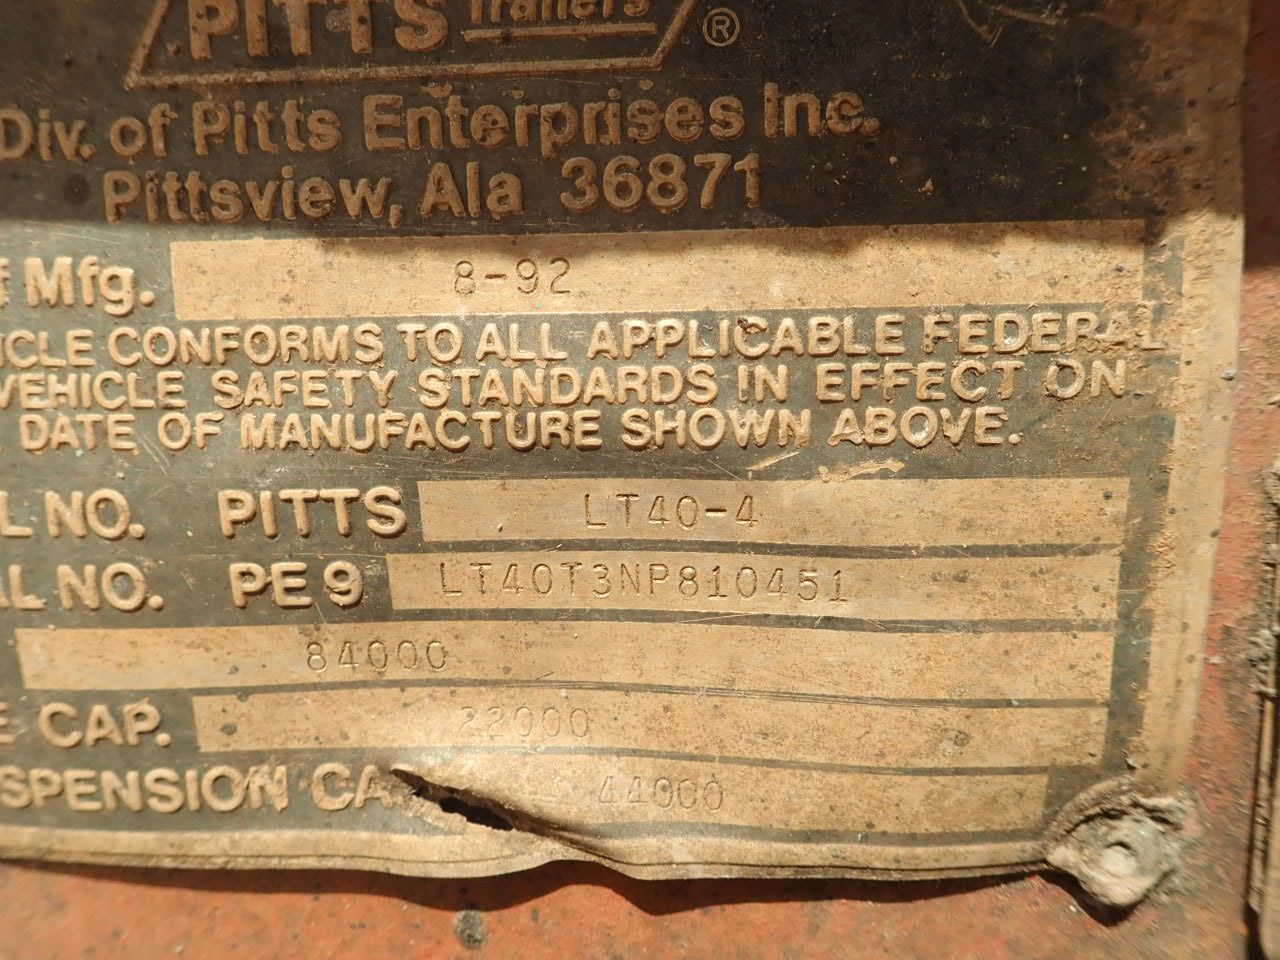 PITTS Trailers ®
Div. of Pitts Enterprises Inc.
Pittsview, Ala 36871
f Mfg. 8-92
ICLE CONFORMS TO ALL APPLICABLE FEDERAL
VEHICLE SAFETY STANDARDS IN EFFECT ON
DATE OF MANUFACTURE SHOWN ABOVE.
L NO. PITTS LT40-4
AL NO. PE9 LT40T3NP810451
84000
E CAP. 22000
SPENSION CA 44000